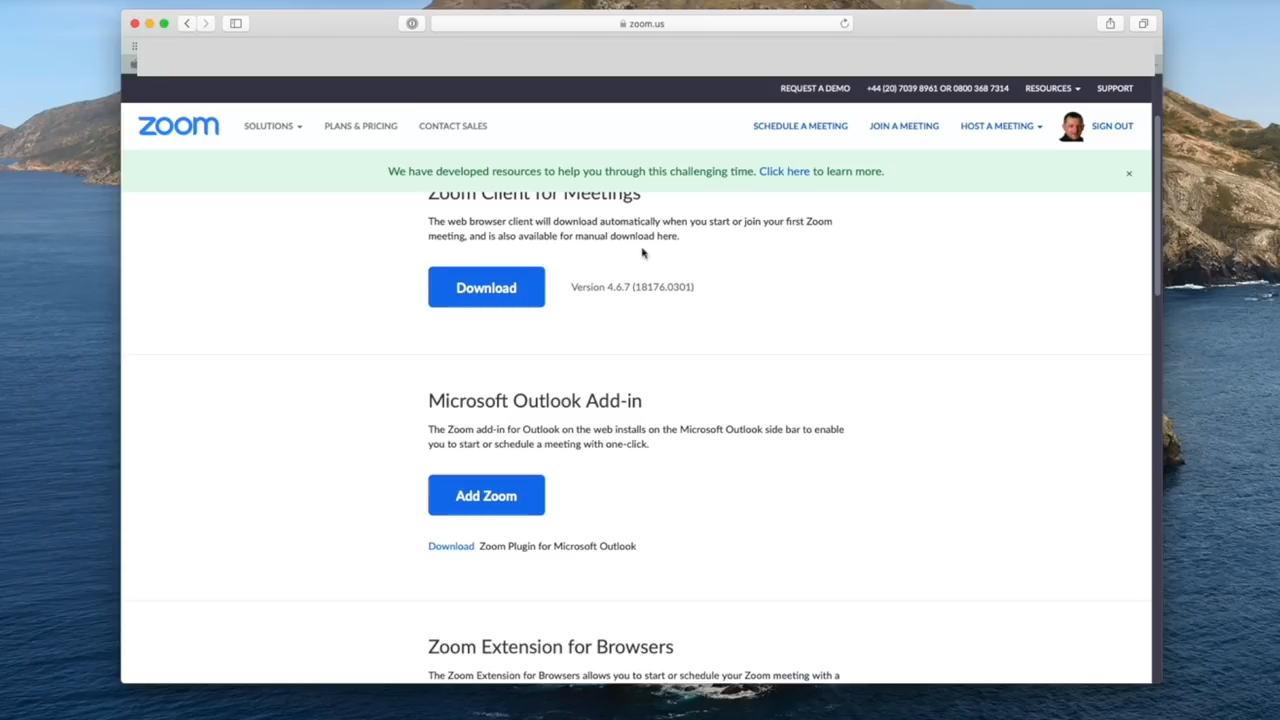 zoom.us
REQUEST A DEMO +44 (20) 7039 8961 OR 0800 368 7314 RESOURCES SUPPORT
zoom SOLUTIONS PLANS & PRICING CONTACT SALES SCHEDULE A MEETING JOIN A MEETING HOST A MEETING SIGN OUT
We have developed resources to help you through this challenging time. Click here to learn more. ×
Zoom Client for Meetings
The web browser client will download automatically when you start or join your first Zoom
meeting, and is also available for manual download here.
Download Version 4.6.7 (18176.0301)
Microsoft Outlook Add-in
The Zoom add-in for Outlook on the web installs on the Microsoft Outlook side bar to enable
you to start or schedule a meeting with one-click.
Add Zoom
Download Zoom Plugin for Microsoft Outlook
Zoom Extension for Browsers
The Zoom Extension for Browsers allows you to start or schedule your Zoom meeting with a